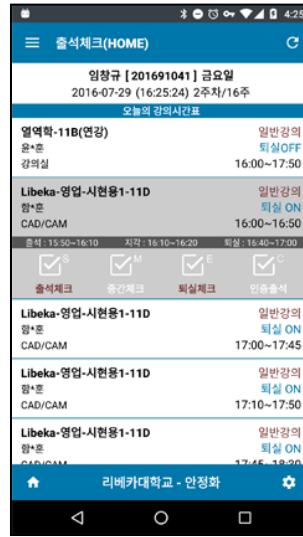 4:25
출석체크(HOME)
임창규 [ 201691041 ] 금요일
2016-07-29 (16:25:24) 2주차/16주
오늘의 강의시간표
열역학-11B(연강) 일반강의
윤*훈 퇴실OFF
강의실 16:00~17:50
Libeka-영업-시현용1-11D 일반강의
함*훈 퇴실 ON
CAD/CAM 16:00~16:50
출석 : 15:50~16:10 지각 : 16:10~16:20 퇴실 : 16:40~17:00
S M E C
출석체크 중간체크 퇴실체크 인증출석
Libeka-영업-시현용1-11D 일반강의
함*훈 퇴실 ON
CAD/CAM 17:00~17:45
Libeka-영업-시현용1-11D 일반강의
함*훈 퇴실 ON
CAD/CAM 17:10~17:50
Libeka-영업-시현용1-11D 일반강의
함*훈 퇴실 ON
CAD/CAM 17:45~18:30
리베카대학교 - 안정화